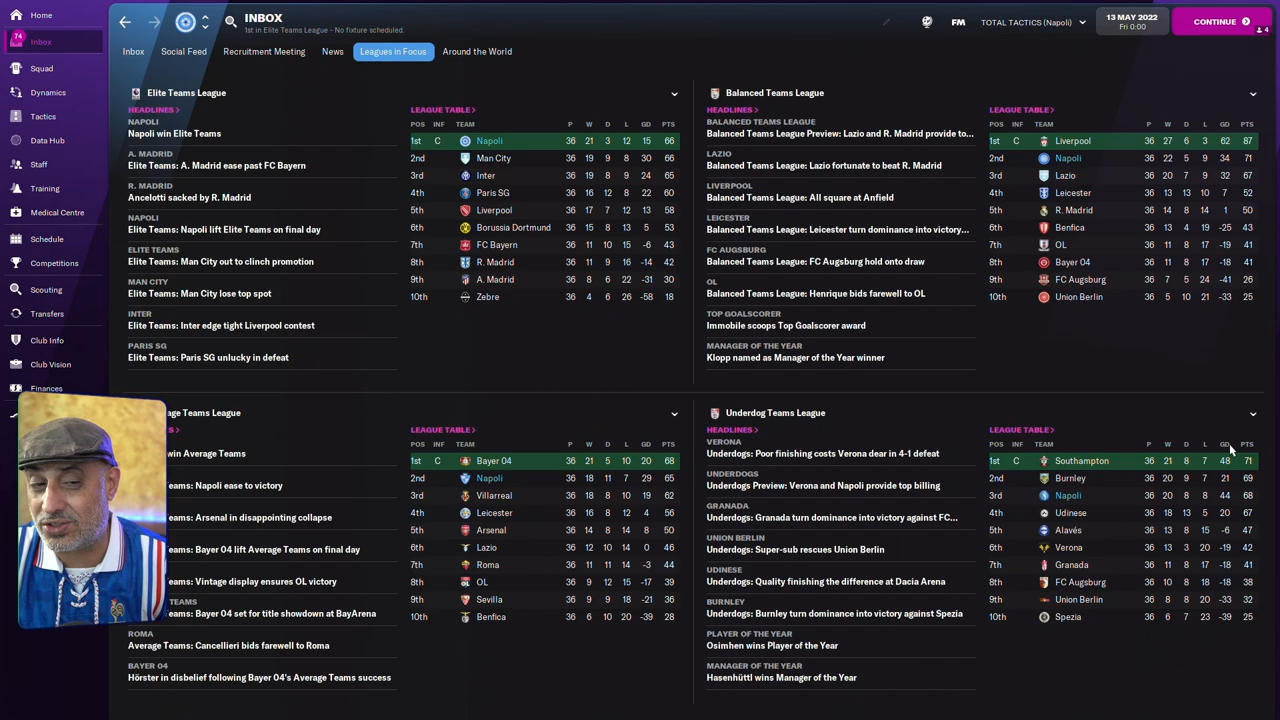 Home
74
Inbox
Squad
Dynamics
Tactics
Data Hub
Staff
Training
Medical Centre
Schedule
Competitions
Scouting
Transfers
Club Info
Club Vision
Finances
INBOX
1st in Elite Teams League - No fixture scheduled.
FM
TOTAL TACTICS (Napoli)
13 MAY 2022
Fri 0:00
CONTINUE
4
Inbox Social Feed Recruitment Meeting News Leagues in Focus Around the World
Elite Teams League
HEADLINES >
NAPOLI
Napoli win Elite Teams
A. MADRID
Elite Teams: A. Madrid ease past FC Bayern
R. MADRID
Ancelotti sacked by R. Madrid
NAPOLI
Elite Teams: Napoli lift Elite Teams on final day
ELITE TEAMS
Elite Teams: Man City out to clinch promotion
MAN CITY
Elite Teams: Man City lose top spot
INTER
Elite Teams: Inter edge tight Liverpool contest
PARIS SG
Elite Teams: Paris SG unlucky in defeat
LEAGUE TABLE >
POS INF TEAM P W D L GD PTS
1st C Napoli 36 21 3 12 15 66
2nd Man City 36 19 9 8 30 66
3rd Inter 36 19 8 9 24 65
4th Paris SG 36 16 12 8 22 60
5th Liverpool 36 17 7 12 13 58
6th Borussia Dortmund 36 15 8 13 5 53
7th FC Bayern 36 11 10 15 -6 43
8th R. Madrid 36 11 9 16 -14 42
9th A. Madrid 36 8 6 22 -31 30
10th Zebre 36 4 6 26 -58 18
Balanced Teams League
HEADLINES >
BALANCED TEAMS LEAGUE
Balanced Teams League Preview: Lazio and R. Madrid provide to...
LAZIO
Balanced Teams League: Lazio fortunate to beat R. Madrid
LIVERPOOL
Balanced Teams League: All square at Anfield
LEICESTER
Balanced Teams League: Leicester turn dominance into victory...
FC AUGSBURG
Balanced Teams League: FC Augsburg hold onto draw
OL
Balanced Teams League: Henrique bids farewell to OL
TOP GOALSCORER
Immobile scoops Top Goalscorer award
MANAGER OF THE YEAR
Klopp named as Manager of the Year winner
LEAGUE TABLE >
POS INF TEAM P W D L GD PTS
1st C Liverpool 36 27 6 3 62 87
2nd Napoli 36 22 5 9 34 71
3rd Lazio 36 20 7 9 32 67
4th Leicester 36 13 13 10 7 52
5th R. Madrid 36 14 8 14 1 50
6th Benfica 36 13 4 19 -25 43
7th OL 36 11 8 17 -19 41
8th Bayer 04 36 11 8 17 -18 41
9th FC Augsburg 36 7 5 24 -41 26
10th Union Berlin 36 5 10 21 -33 25
age Teams League
S >
win Average Teams
Teams: Napoli ease to victory
Teams: Arsenal in disappointing collapse
Teams: Bayer 04 lift Average Teams on final day
Teams: Vintage display ensures OL victory
TEAMS
Teams: Bayer 04 set for title showdown at BayArena
ROMA
Average Teams: Cancellieri bids farewell to Roma
BAYER 04
Hörster in disbelief following Bayer 04's Average Teams success
LEAGUE TABLE >
POS INF TEAM P W D L GD PTS
1st C Bayer 04 36 21 5 10 20 68
2nd Napoli 36 18 11 7 29 65
3rd Villarreal 36 18 8 10 19 62
4th Leicester 36 16 8 12 4 56
5th Arsenal 36 14 8 14 8 50
6th Lazio 36 12 10 14 0 46
7th Roma 36 11 11 14 -3 44
8th OL 36 9 12 15 -17 39
9th Sevilla 36 9 9 18 -21 36
10th Benfica 36 6 10 20 -39 28
Underdog Teams League
HEADLINES >
VERONA
Underdogs: Poor finishing costs Verona dear in 4-1 defeat
UNDERDOGS
Underdogs Preview: Verona and Napoli provide top billing
GRANADA
Underdogs: Granada turn dominance into victory against FC...
UNION BERLIN
Underdogs: Super-sub rescues Union Berlin
UDINESE
Underdogs: Quality finishing the difference at Dacia Arena
BURNLEY
Underdogs: Burnley turn dominance into victory against Spezia
PLAYER OF THE YEAR
Osimhen wins Player of the Year
MANAGER OF THE YEAR
Hasenhüttl wins Manager of the Year
LEAGUE TABLE >
POS INF TEAM P W D L GD PTS
1st C Southampton 36 21 8 7 48 71
2nd Burnley 36 20 9 7 21 69
3rd Napoli 36 20 8 8 44 68
4th Udinese 36 18 13 5 20 67
5th Alavés 36 13 8 15 -6 47
6th Verona 36 13 3 20 -19 42
7th Granada 36 11 8 17 -18 41
8th FC Augsburg 36 10 8 18 -18 38
9th Union Berlin 36 8 8 20 -33 32
10th Spezia 36 6 7 23 -39 25